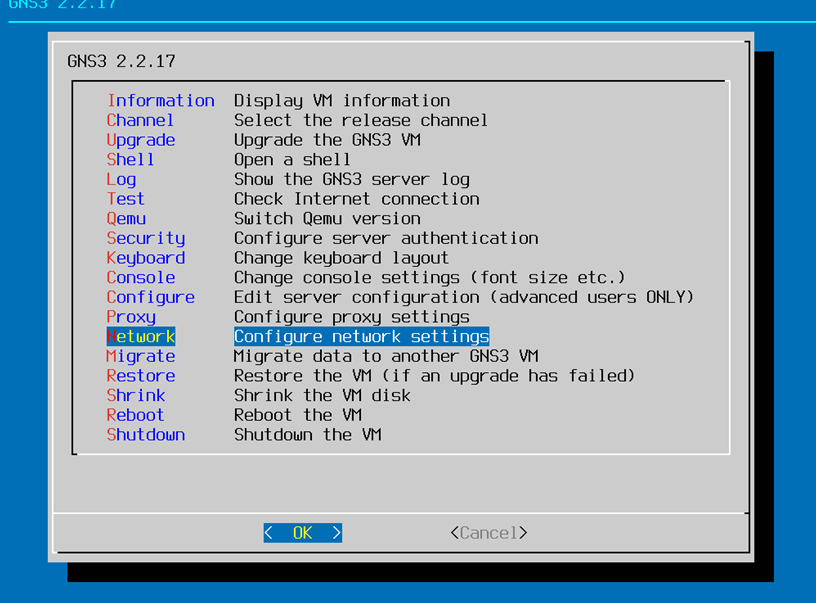 GNS3 2.2.17
GNS3 2.2.17
Information Display VM information
Channel Select the release channel
Upgrade Upgrade the GNS3 VM
Shell Open a shell
Log Show the GNS3 server log
Test Check Internet connection
Qemu Switch Qemu version
Security Configure server authentication
Keyboard Change keyboard layout
Console Change console settings (font size etc.)
Configure Edit server configuration (advanced users ONLY)
Proxy Configure proxy settings
Network Configure network settings
Migrate Migrate data to another GNS3 VM
Restore Restore the VM (if an upgrade has failed)
Shrink Shrink the VM disk
Reboot Reboot the VM
Shutdown Shutdown the VM
< OK > <Cancel>